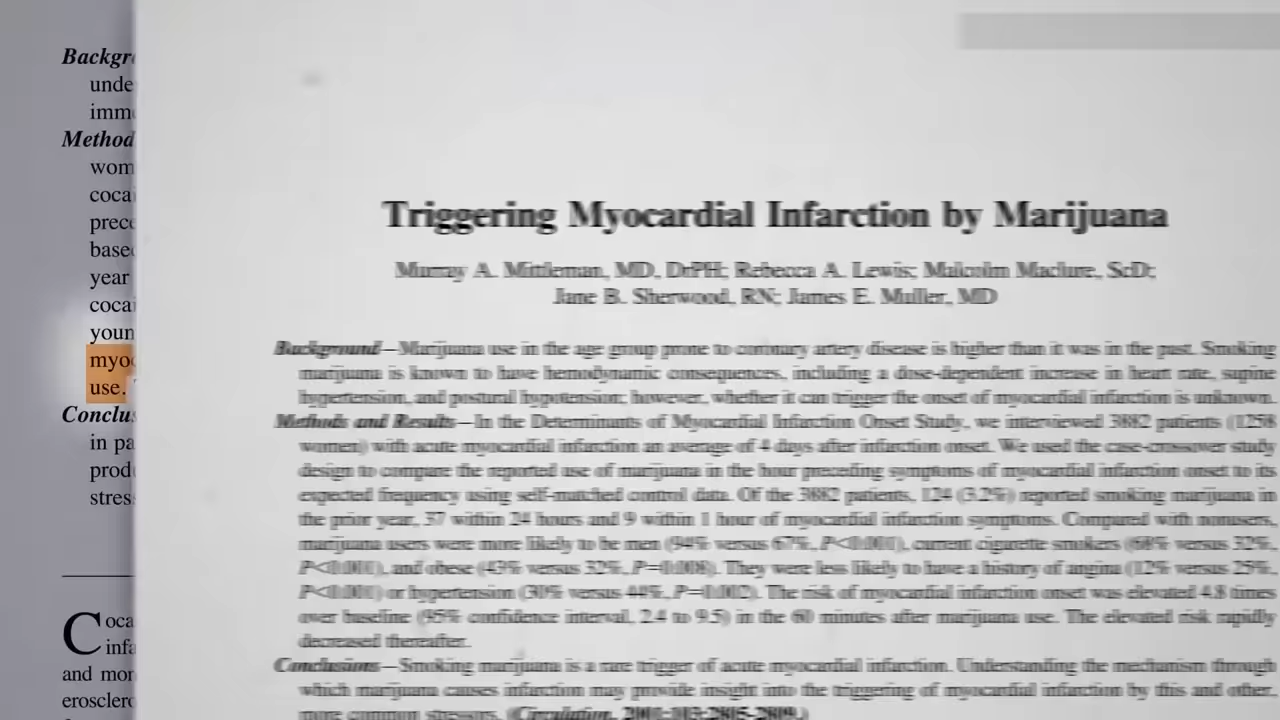 Backgr
unde
imm
Method
wom
coca
prece
based
year
coca
youn
myoc
use.
Conclus
in pa
prod
stres
Coca
infa
and mor
erosclero
Triggering Myocardial Infarction by Marijuana
Murray A. Mittleman, MD, DrPH; Rebecca A. Lewis; Malcolm Maclure, ScD;
Jane B. Sherwood, RN; James E. Muller, MD
Background—Marijuana use in the age group prone to coronary artery disease is higher than it was in the past. Smoking
marijuana is known to have hemodynamic consequences, including a dose-dependent increase in heart rate, supine
hypertension, and postural hypotension; however, whether it can trigger the onset of myocardial infarction is unknown.
Methods and Results—In the Determinants of Myocardial Infarction Onset Study, we interviewed 3882 patients (1258
women) with acute myocardial infarction an average of 4 days after infarction onset. We used the case-crossover study
design to compare the reported use of marijuana in the hour preceding symptoms of myocardial infarction onset to its
expected frequency using self-matched control data. Of the 3882 patients, 124 (3.2%) reported smoking marijuana in
the prior year, 37 within 24 hours and 9 within 1 hour of myocardial infarction symptoms. Compared with nonusers,
marijuana users were more likely to be men (94% versus 67%, P<0.001), current cigarette smokers (68% versus 32%,
P<0.001), and obese (43% versus 32%, P=0.008). They were less likely to have a history of angina (12% versus 25%,
P<0.001) or hypertension (30% versus 44%, P=0.002). The risk of myocardial infarction onset was elevated 4.8 times
over baseline (95% confidence interval, 2.4 to 9.5) in the 60 minutes after marijuana use. The elevated risk rapidly
decreased thereafter.
Conclusions—Smoking marijuana is a rare trigger of acute myocardial infarction. Understanding the mechanism through
which marijuana causes infarction may provide insight into the triggering of myocardial infarction by this and other,
more common stressors. (Circulation. 2001;103:2805-2809.)